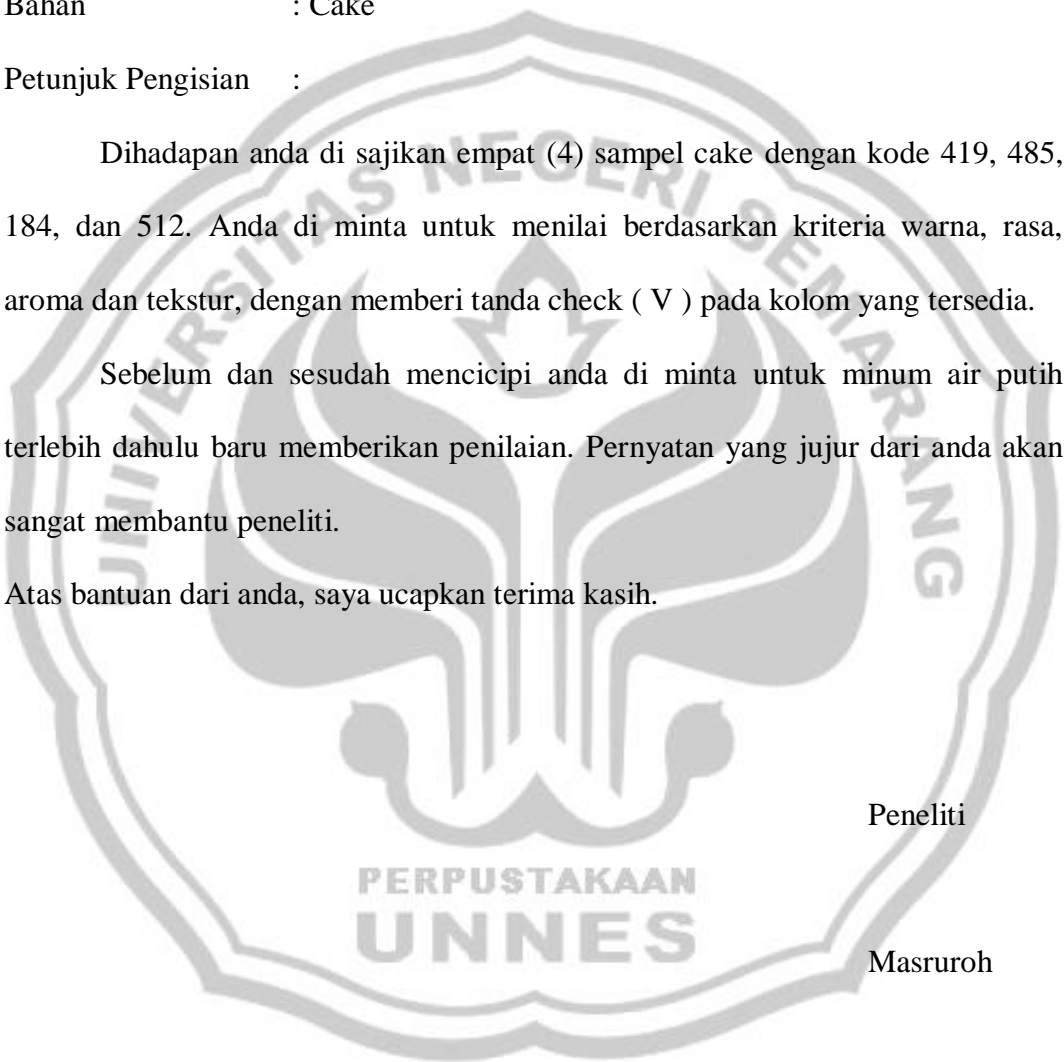 Bahan : Cake
Petunjuk Pengisian :
Dihadapan anda di sajikan empat (4) sampel cake dengan kode 419, 485,
184, dan 512. Anda di minta untuk menilai berdasarkan kriteria warna, rasa,
aroma dan tekstur, dengan memberi tanda check ( V ) pada kolom yang tersedia.
Sebelum dan sesudah mencicipi anda di minta untuk minum air putih
terlebih dahulu baru memberikan penilaian. Pernyatan yang jujur dari anda akan
sangat membantu peneliti.
Atas bantuan dari anda, saya ucapkan terima kasih.
Peneliti
Masruroh
UNIVERSITAS NEGERI SEMARANG
PERPUSTAKAAN
UNNES